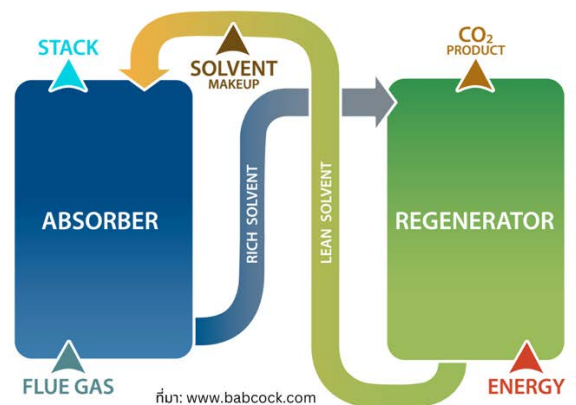 STACK
SOLVENT
MAKEUP
CO₂
PRODUCT
ABSORBER
RICH SOLVENT
LEAN SOLVENT
REGENERATOR
FLUE GAS
ที่มา: www.babcock.com
ENERGY